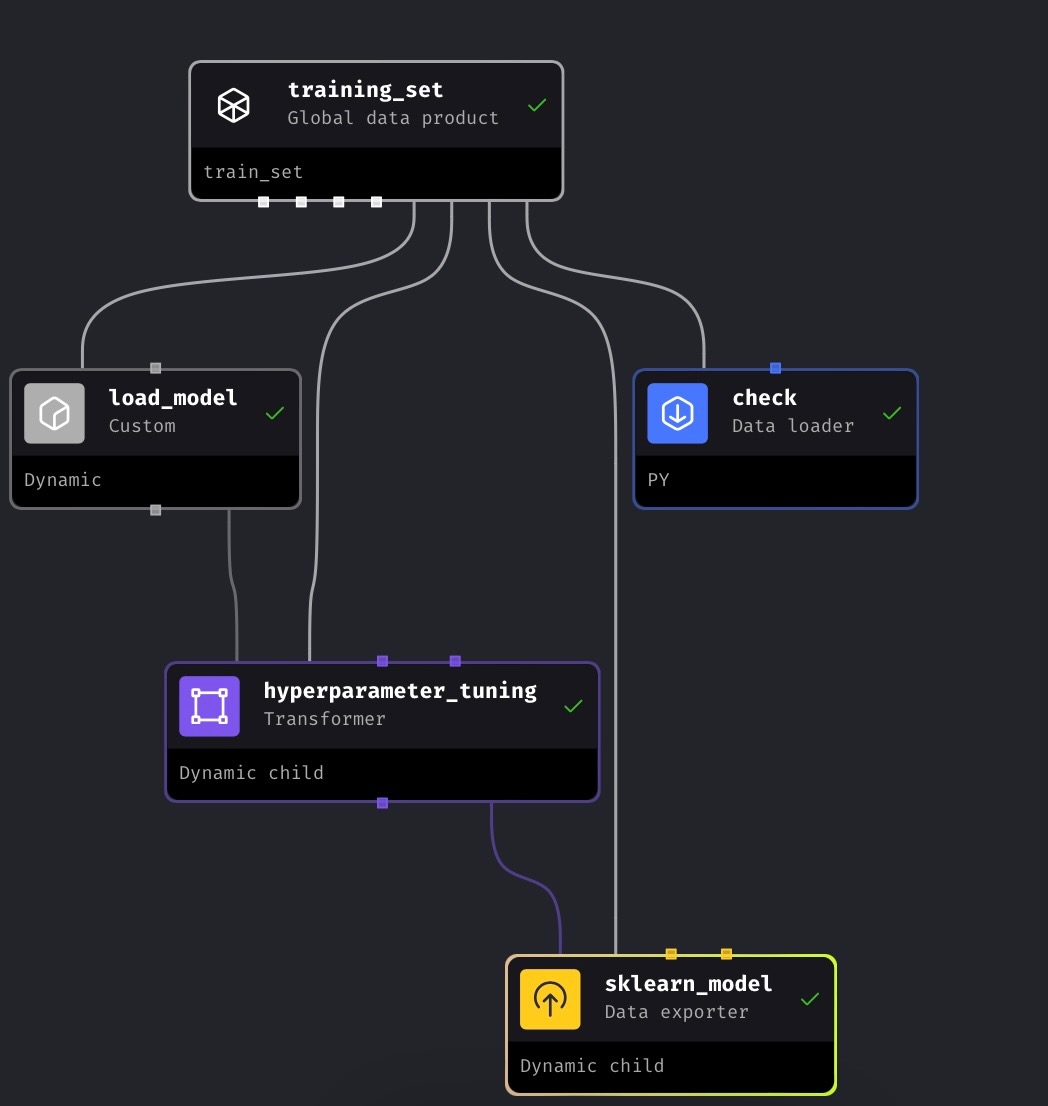 training_set
Global data product
train_set
load_model
Custom
Dynamic
check
Data loader
PY
hyperparameter_tuning
Transformer
Dynamic child
sklearn_model
Data exporter
Dynamic child